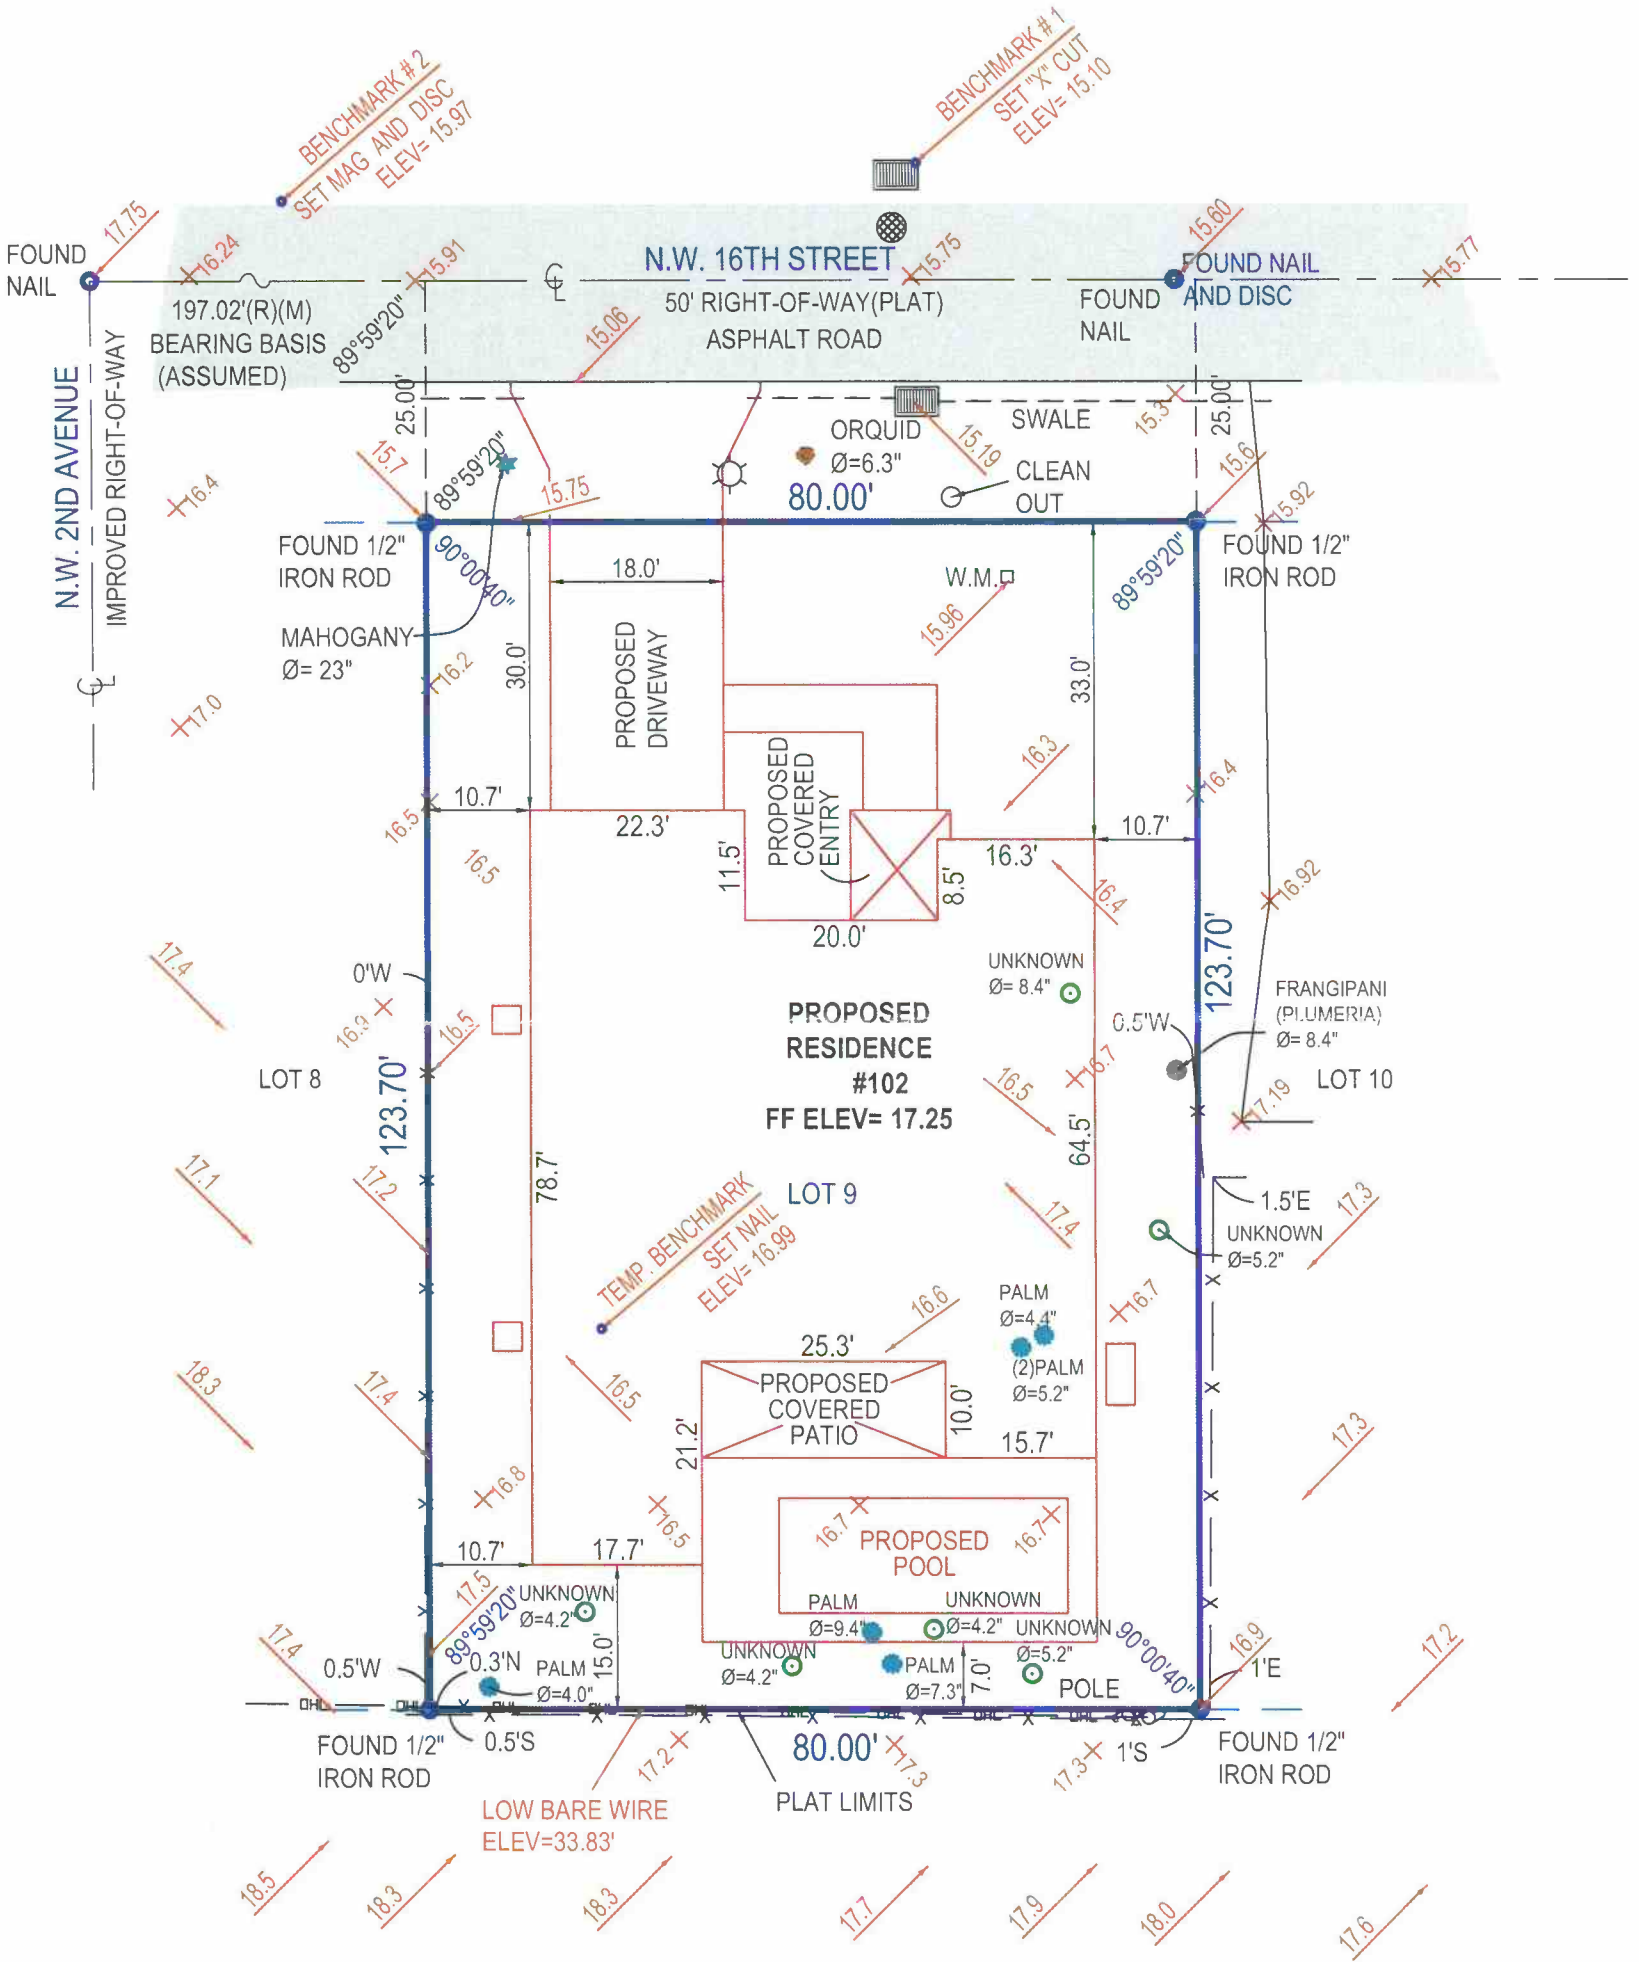 BENCHMARK # 2
SET MAG AND DISC
ELEV= 15.97
BENCHMARK # 1
SET "X" CUT
ELEV= 15.10
17.75
FOUND
NAIL
16.24
15.91
℄
N.W. 16TH STREET
15.75
15.60
FOUND NAIL
AND DISC
15.77
197.02'(R)(M)
BEARING BASIS
(ASSUMED)
89°59'20"
50' RIGHT-OF-WAY(PLAT)
ASPHALT ROAD
FOUND
NAIL
15.06
N.W. 2ND AVENUE
IMPROVED RIGHT-OF-WAY
℄
25.00'
25.00'
15.3
SWALE
15.19
ORQUID
Ø=6.3"
CLEAN
OUT
15.7
89°59'20"
15.75
80.00'
15.6
15.92
16.4
FOUND 1/2"
IRON ROD
90°00'40"
18.0'
W.M.
89°59'20"
FOUND 1/2"
IRON ROD
MAHOGANY
Ø= 23"
15.96
30.0'
PROPOSED
DRIVEWAY
33.0'
16.2
17.0
16.3
16.4
10.7'
16.5
22.3'
PROPOSED
COVERED
ENTRY
11.5'
8.5'
16.3'
10.7'
16.5
16.4
16.92
20.0'
17.4
0'W
UNKNOWN
Ø= 8.4"
123.70'
16.9
16.5
PROPOSED
RESIDENCE
#102
FF ELEV= 17.25
0.5'W
FRANGIPANI
(PLUMERIA)
Ø= 8.4"
LOT 8
16.7
16.5
LOT 10
17.19
123.70'
78.7'
64.5'
17.1
17.2
LOT 9
17.4
1.5'E
17.3
UNKNOWN
Ø=5.2"
TEMP. BENCHMARK
SET NAIL
ELEV= 16.99
16.6
PALM
Ø=4.4"
16.7
(2)PALM
Ø=5.2"
18.3
17.4
16.5
25.3'
PROPOSED
COVERED
PATIO
10.0'
21.2'
15.7'
17.3
16.8
16.5
16.7
16.7
PROPOSED
POOL
10.7'
17.7'
17.5
89°59'20"
UNKNOWN
Ø=4.2"
PALM
Ø=9.4"
UNKNOWN
Ø=4.2"
UNKNOWN
Ø=5.2"
90°00'40"
17.4
0.5'W
0.3'N
PALM
Ø=4.0"
15.0'
UNKNOWN
Ø=4.2"
PALM
Ø=7.3"
7.0'
POLE
16.9
1'E
17.2
OHL
OHL
OHL
OHL
OHL
OHL
OHL
OHL
FOUND 1/2"
IRON ROD
0.5'S
17.2
80.00'
17.3
17.3
1'S
FOUND 1/2"
IRON ROD
LOW BARE WIRE
ELEV=33.83'
PLAT LIMITS
18.5
18.3
18.3
17.7
17.9
18.0
17.6